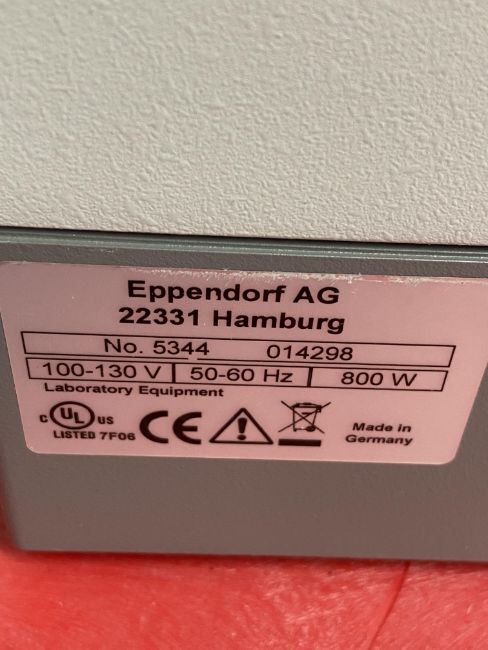 Eppendorf AG
22331 Hamburg
No. 5344 014298
100-130 V 50-60 Hz 800 W
Laboratory Equipment
c UL us
LISTED 7F06
CE
Made in
Germany